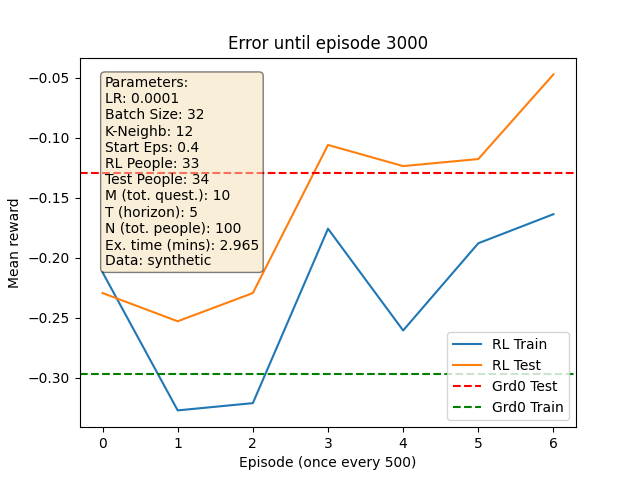 Error until episode 3000
Mean reward
−0.05
−0.10
−0.15
−0.20
−0.25
−0.30
Parameters:
LR: 0.0001
Batch Size: 32
K-Neighb: 12
Start Eps: 0.4
RL People: 33
Test People: 34
M (tot. quest.): 10
T (horizon): 5
N (tot. people): 100
Ex. time (mins): 2.965
Data: synthetic
RL Train
RL Test
Grd0 Test
Grd0 Train
0 1 2 3 4 5 6
Episode (once every 500)